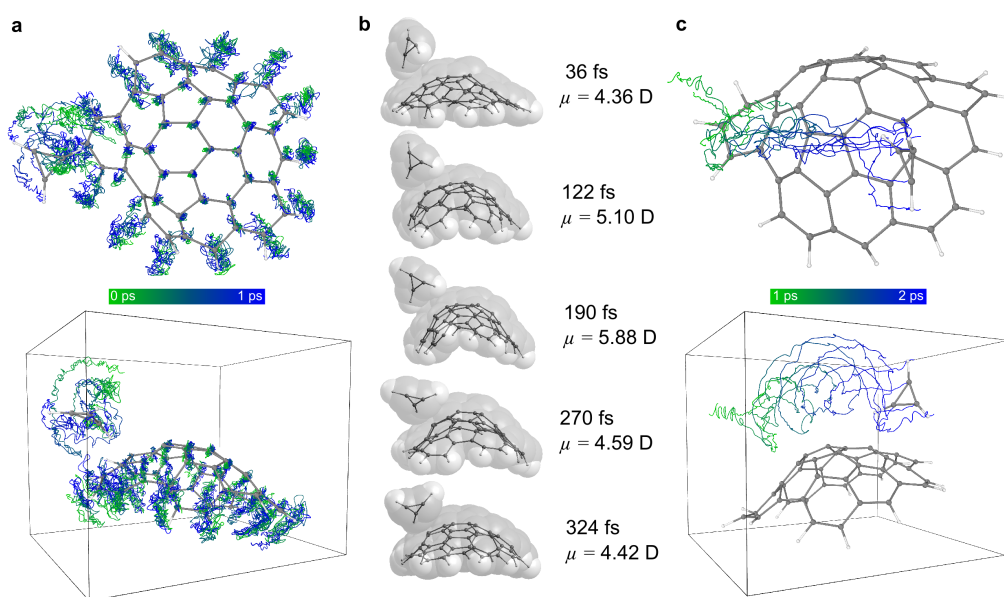 a
b
c
36 fs
μ = 4.36 D
122 fs
μ = 5.10 D
0 ps 1 ps
1 ps 2 ps
190 fs
μ = 5.88 D
270 fs
μ = 4.59 D
324 fs
μ = 4.42 D